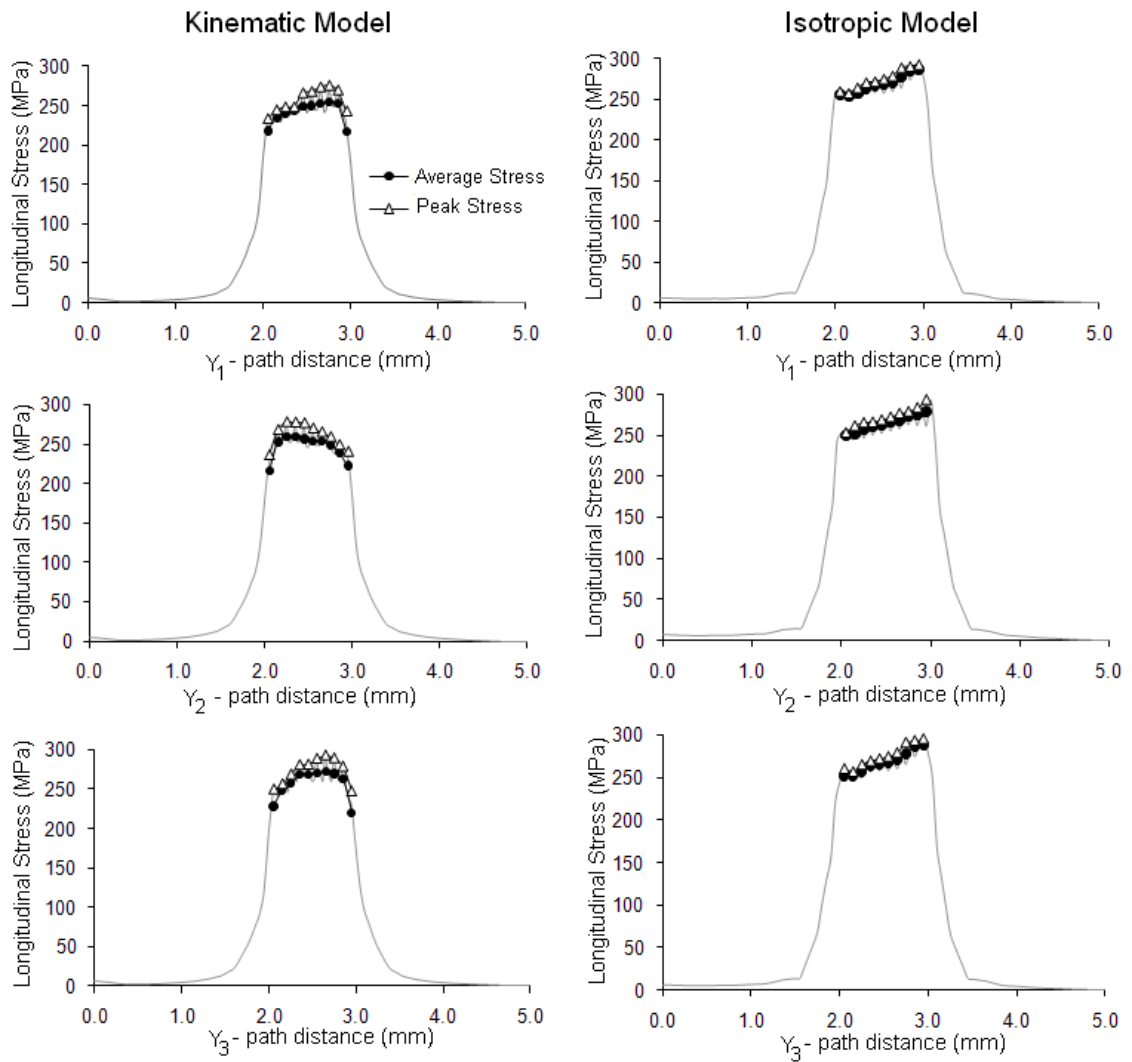 Kinematic Model
Isotropic Model
Longitudinal Stress (MPa)
300
250
200
150
100
50
0
0.0 1.0 2.0 3.0 4.0 5.0
Y1 - path distance (mm)
Average Stress
Peak Stress
Longitudinal Stress (MPa)
300
250
200
150
100
50
0
0.0 1.0 2.0 3.0 4.0 5.0
Y1 - path distance (mm)
Longitudinal Stress (MPa)
300
250
200
150
100
50
0
0.0 1.0 2.0 3.0 4.0 5.0
Y2 - path distance (mm)
Longitudinal Stress (MPa)
300
250
200
150
100
50
0
0.0 1.0 2.0 3.0 4.0 5.0
Y2 - path distance (mm)
Longitudinal Stress (MPa)
300
250
200
150
100
50
0
0.0 1.0 2.0 3.0 4.0 5.0
Y3 - path distance (mm)
Longitudinal Stress (MPa)
300
250
200
150
100
50
0
0.0 1.0 2.0 3.0 4.0 5.0
Y3 - path distance (mm)